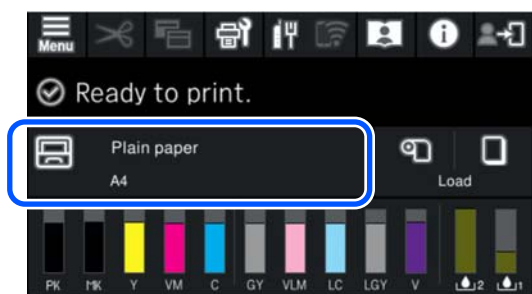 Menu
Ready to print.
Plain paper
A4
Load
PK MK Y VM C GY VLM LC LGY V 2 1